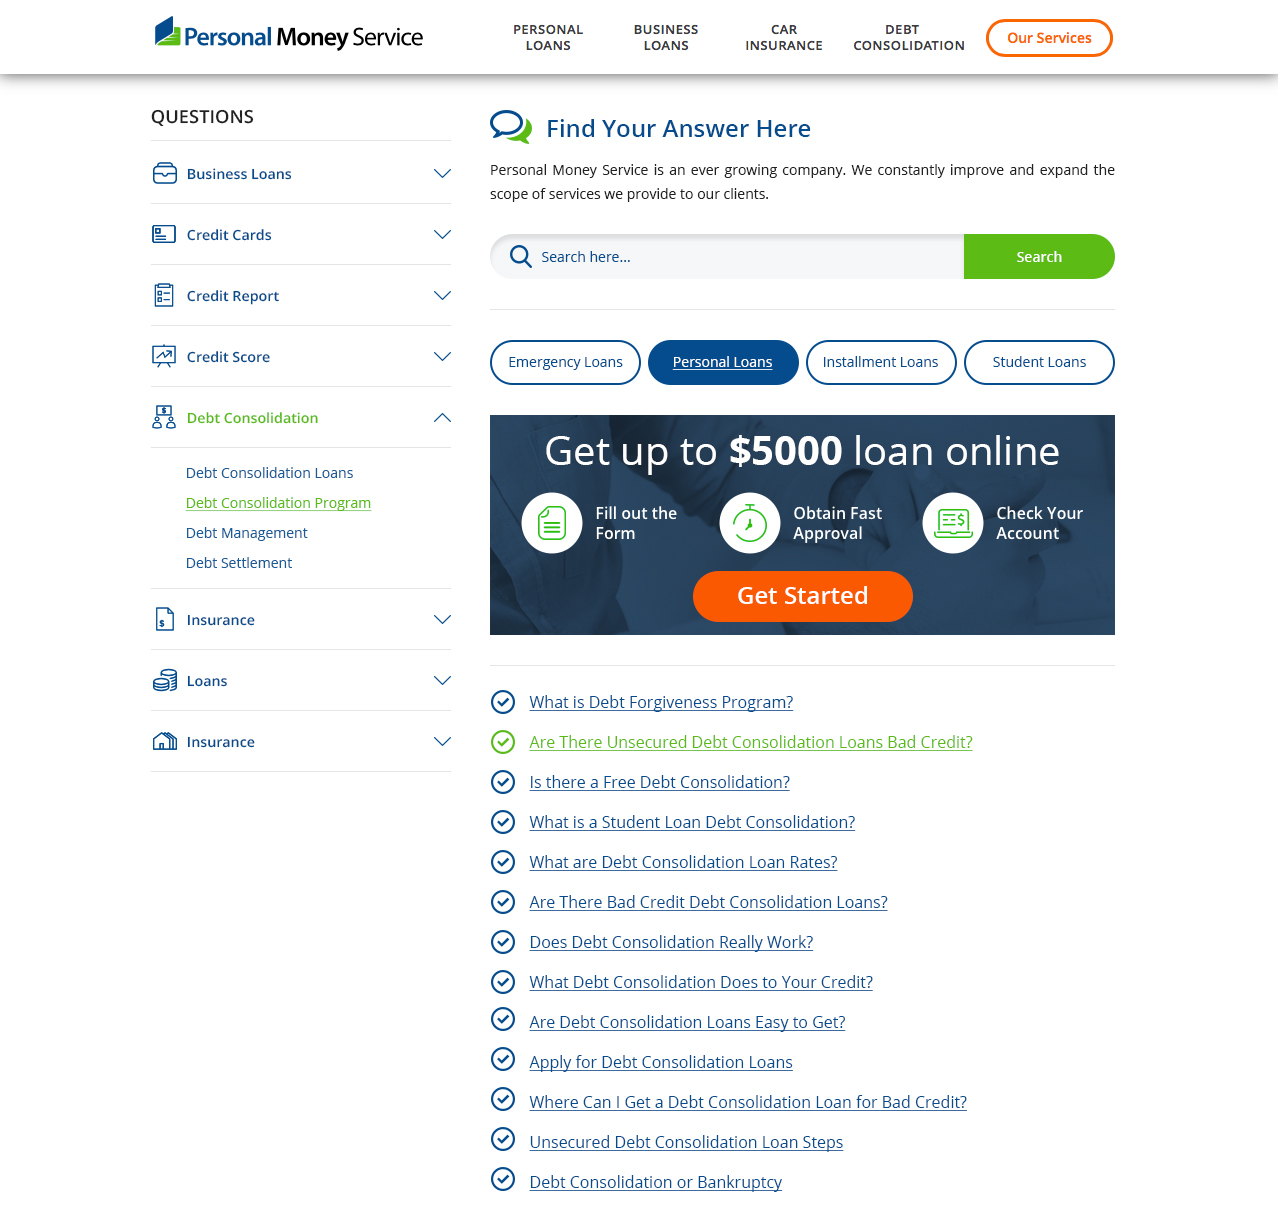 Personal Money Service
PERSONAL
LOANS
BUSINESS
LOANS
CAR
INSURANCE
DEBT
CONSOLIDATION
Our Services
QUESTIONS
Business Loans
Credit Cards
Credit Report
Credit Score
Debt Consolidation
Debt Consolidation Loans
Debt Consolidation Program
Debt Management
Debt Settlement
Insurance
Loans
Insurance
Find Your Answer Here
Personal Money Service is an ever growing company. We constantly improve and expand the
scope of services we provide to our clients.
Search here...
Search
Emergency Loans
Personal Loans
Installment Loans
Student Loans
Get up to $5000 loan online
Fill out the
Form
Obtain Fast
Approval
Check Your
Account
Get Started
What is Debt Forgiveness Program?
Are There Unsecured Debt Consolidation Loans Bad Credit?
Is there a Free Debt Consolidation?
What is a Student Loan Debt Consolidation?
What are Debt Consolidation Loan Rates?
Are There Bad Credit Debt Consolidation Loans?
Does Debt Consolidation Really Work?
What Debt Consolidation Does to Your Credit?
Are Debt Consolidation Loans Easy to Get?
Apply for Debt Consolidation Loans
Where Can I Get a Debt Consolidation Loan for Bad Credit?
Unsecured Debt Consolidation Loan Steps
Debt Consolidation or Bankruptcy